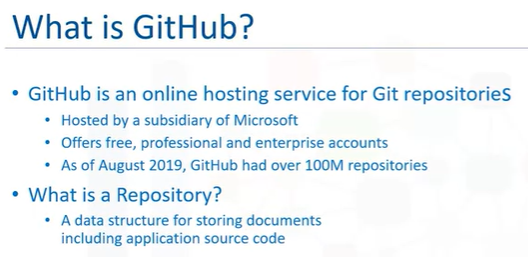 What is GitHub?
• GitHub is an online hosting service for Git repositories
• Hosted by a subsidiary of Microsoft
• Offers free, professional and enterprise accounts
• As of August 2019, GitHub had over 100M repositories
• What is a Repository?
• A data structure for storing documents
including application source code